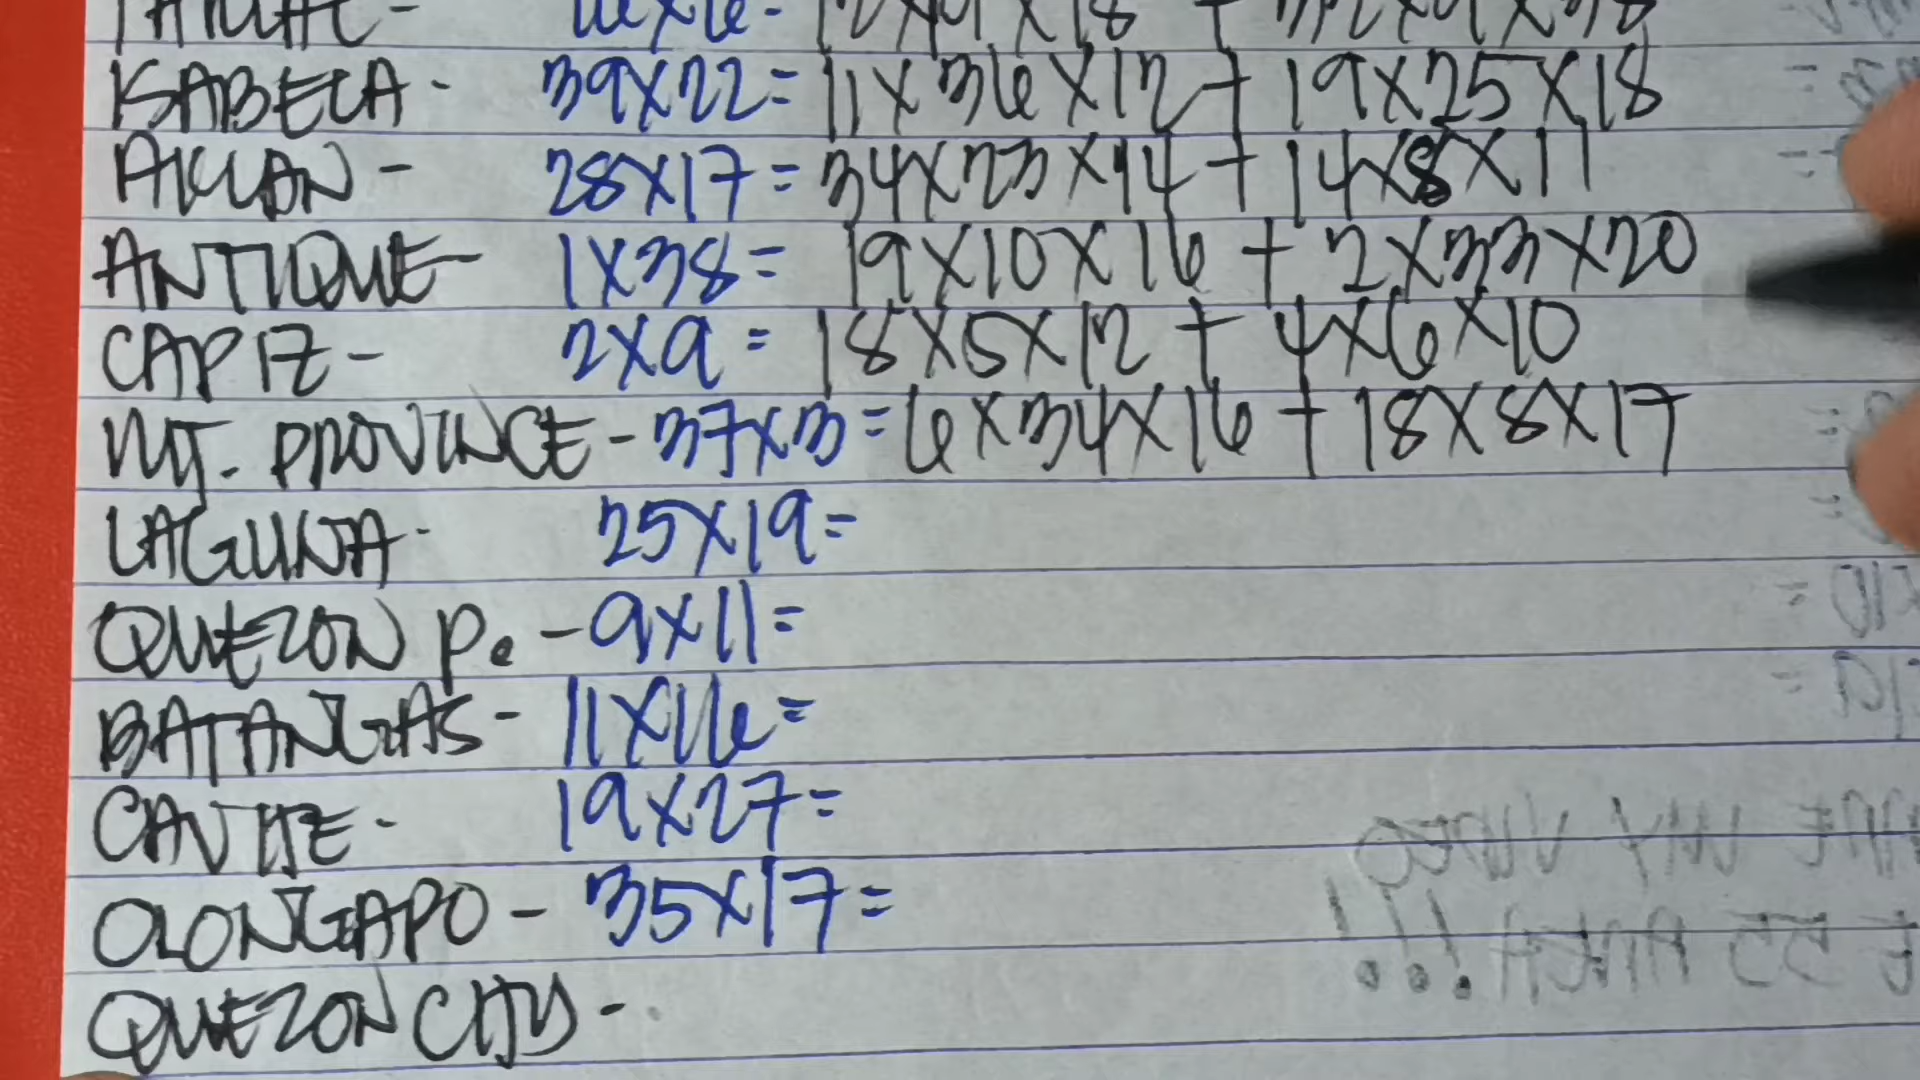 ISABELA - 39X22= 11X36X12 + 19X25X18
AKLAN - 28X17= 34X23X14 + 14X8X11
ANTIQUE - 1X38= 19X10X16 + 2X33X20
CAPIZ - 2X9= 18X5X12 + 4X6X10
MT. PROVINCE - 37X3= 6X34X16 + 18X8X17
LAGUNA - 25X19=
QUEZON P. - 9X11=
BATANGAS - 11X16=
CAVITE - 19X27=
OLONGAPO - 35X17=
QUEZON CITY -